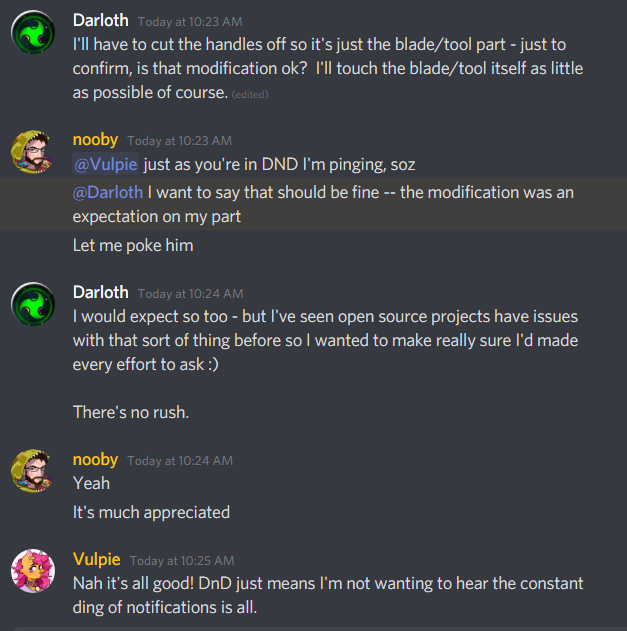 Darloth Today at 10:23 AM
I'll have to cut the handles off so it's just the blade/tool part - just to
confirm, is that modification ok?  I'll touch the blade/tool itself as little
as possible of course. (edited)
nooby Today at 10:23 AM
@Vulpie just as you're in DND I'm pinging, soz
@Darloth I want to say that should be fine -- the modification was an
expectation on my part
Let me poke him
Darloth Today at 10:24 AM
I would expect so too - but I've seen open source projects have issues
with that sort of thing before so I wanted to make really sure I'd made
every effort to ask :)
There's no rush.
nooby Today at 10:24 AM
Yeah
It's much appreciated
Vulpie Today at 10:25 AM
Nah it's all good! DnD just means I'm not wanting to hear the constant
ding of notifications is all.